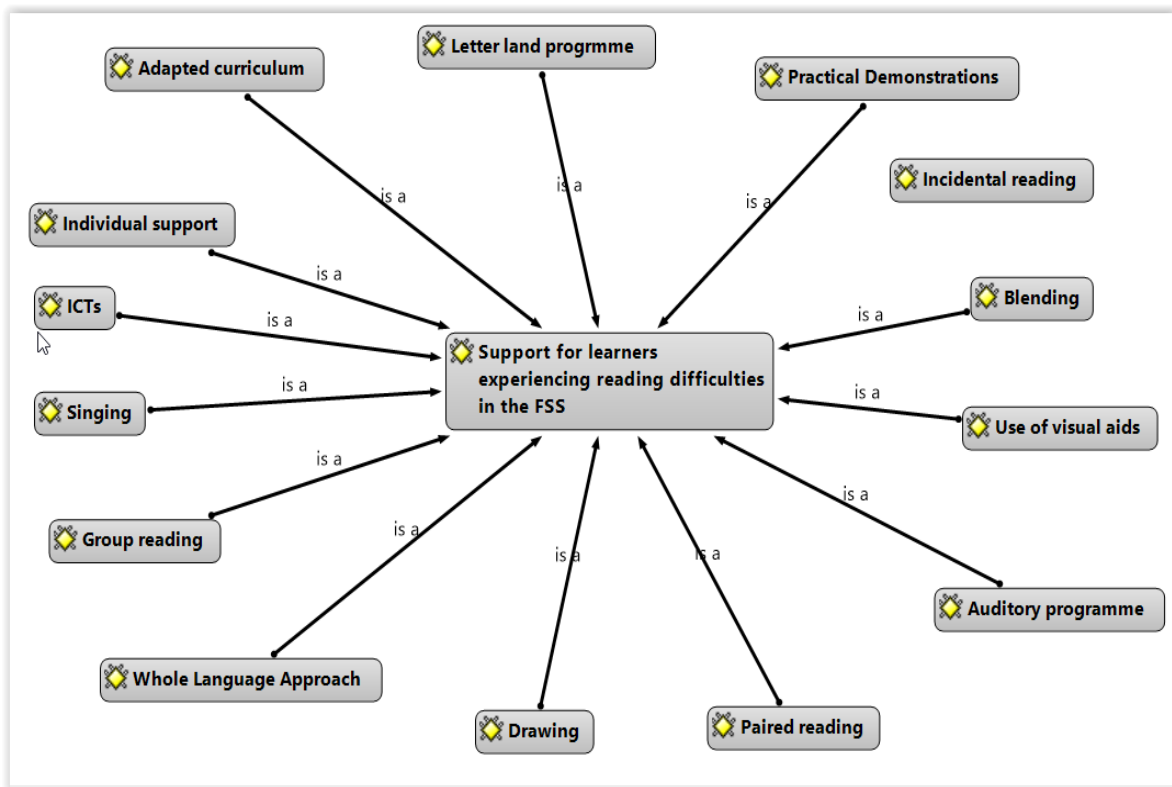 Letter land progrmme
Adapted curriculum
Practical Demonstrations
Incidental reading
is a
is a
is a
Individual support
is a
ICTs
is a
Blending
is a
Support for learners
experiencing reading difficulties
in the FSS
Singing
is a
is a
Use of visual aids
is a
Group reading
is a
is a
is a
is a
Auditory programme
Whole Language Approach
Drawing
Paired reading